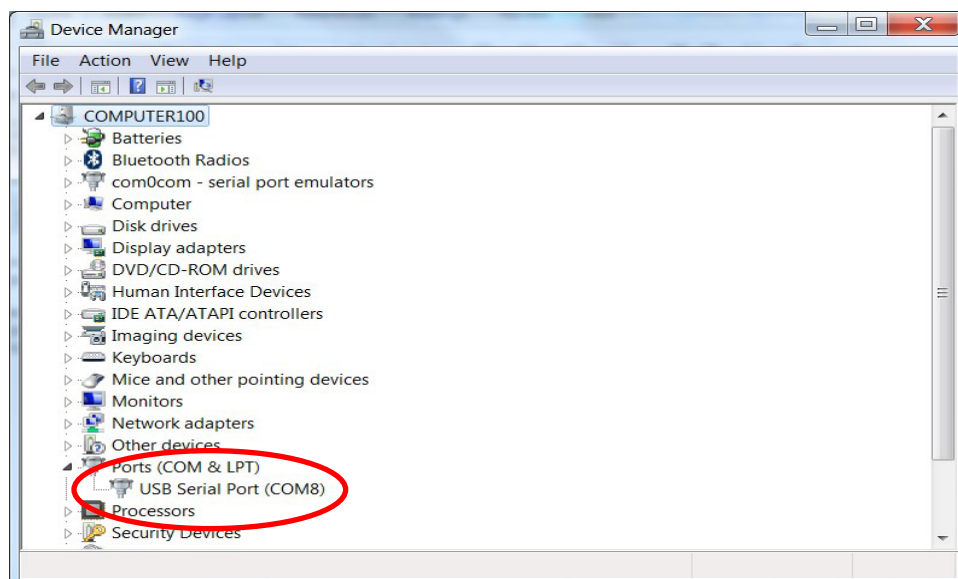 Device Manager
File Action View Help
COMPUTER100
Batteries
Bluetooth Radios
com0com - serial port emulators
Computer
Disk drives
Display adapters
DVD/CD-ROM drives
Human Interface Devices
IDE ATA/ATAPI controllers
Imaging devices
Keyboards
Mice and other pointing devices
Monitors
Network adapters
Other devices
Ports (COM & LPT)
USB Serial Port (COM8)
Processors
Security Devices